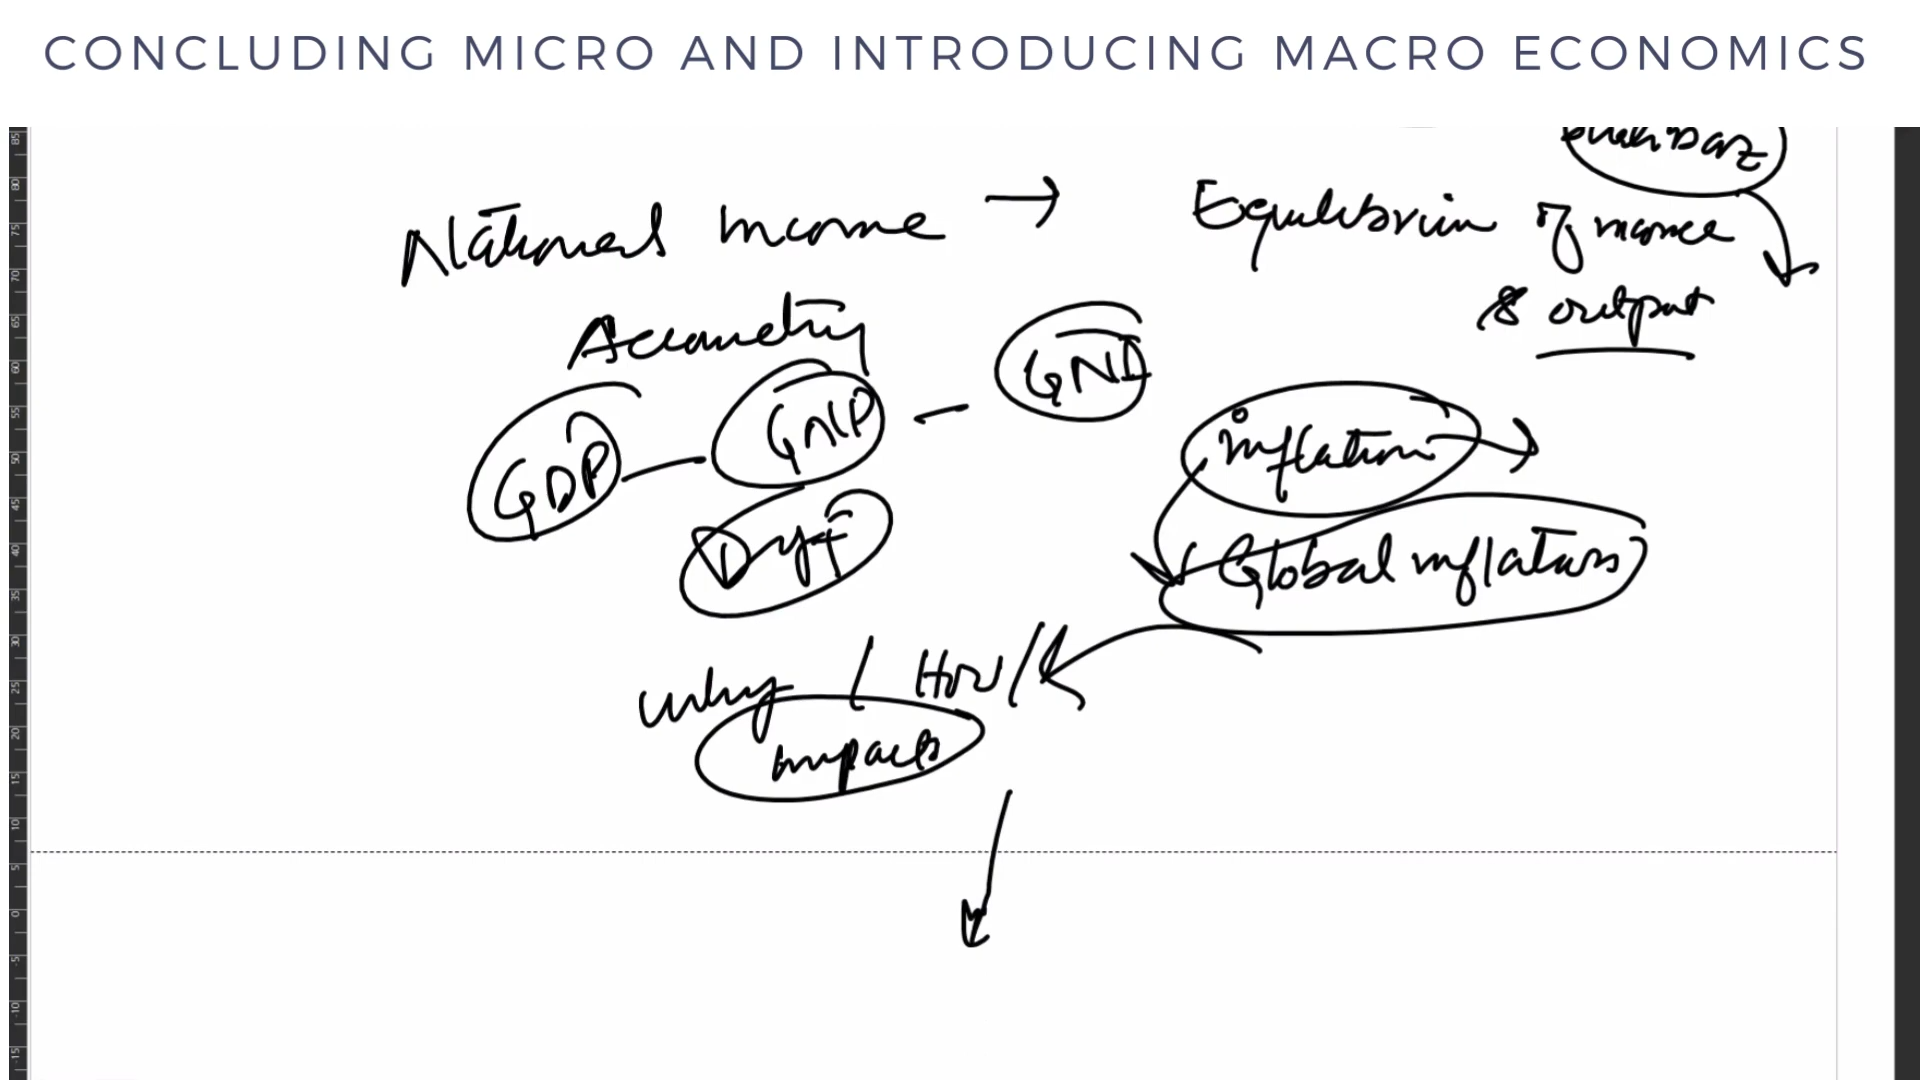 CONCLUDING MICRO AND INTRODUCING MACRO ECONOMICS
National Income → Equilibrium of
& output
Accounting
GDP — GNP — GNI
inflation →
Diff
Global inflation
Why / How /
impacts